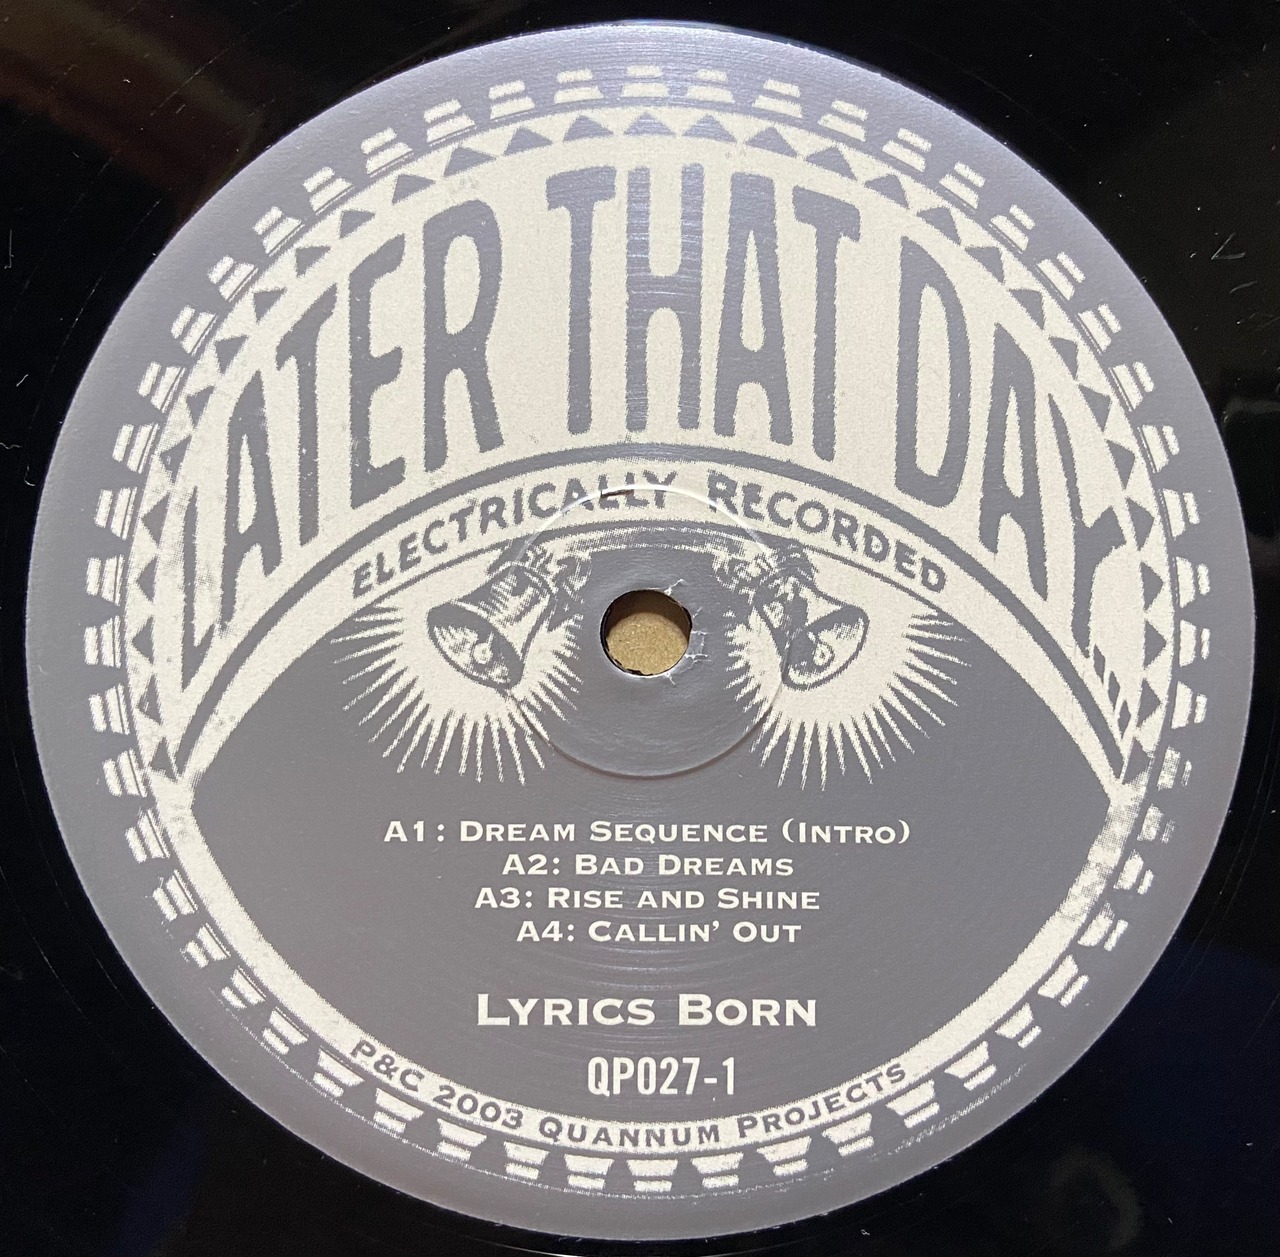 LATER THAT DAY...
ELECTRICALLY RECORDED
A1: DREAM SEQUENCE (INTRO)
A2: BAD DREAMS
A3: RISE AND SHINE
A4: CALLIN' OUT
LYRICS BORN
QP027-1
P&C 2003 QUANNUM PROJECTS